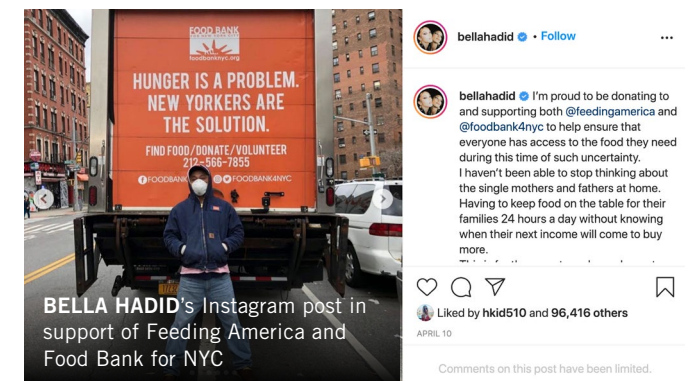 FOOD BANK
FOR NEW YORK CITY
foodbanknyc.org
HUNGER IS A PROBLEM.
NEW YORKERS ARE
THE SOLUTION.
FIND FOOD/DONATE/VOLUNTEER
212-566-7855
FOODBANK
FOODBANK4NYC
BELLA HADID's Instagram post in
support of Feeding America and
Food Bank for NYC
bellahadid • Follow
bellahadid I'm proud to be donating to
and supporting both @feedingamerica and
@foodbank4nyc to help ensure that
everyone has access to the food they need
during this time of such uncertainty.
I haven't been able to stop thinking about
the single mothers and fathers at home.
Having to keep food on the table for their
families 24 hours a day without knowing
when their next income will come to buy
more.
Liked by hkid510 and 96,416 others
APRIL 10
Comments on this post have been limited.